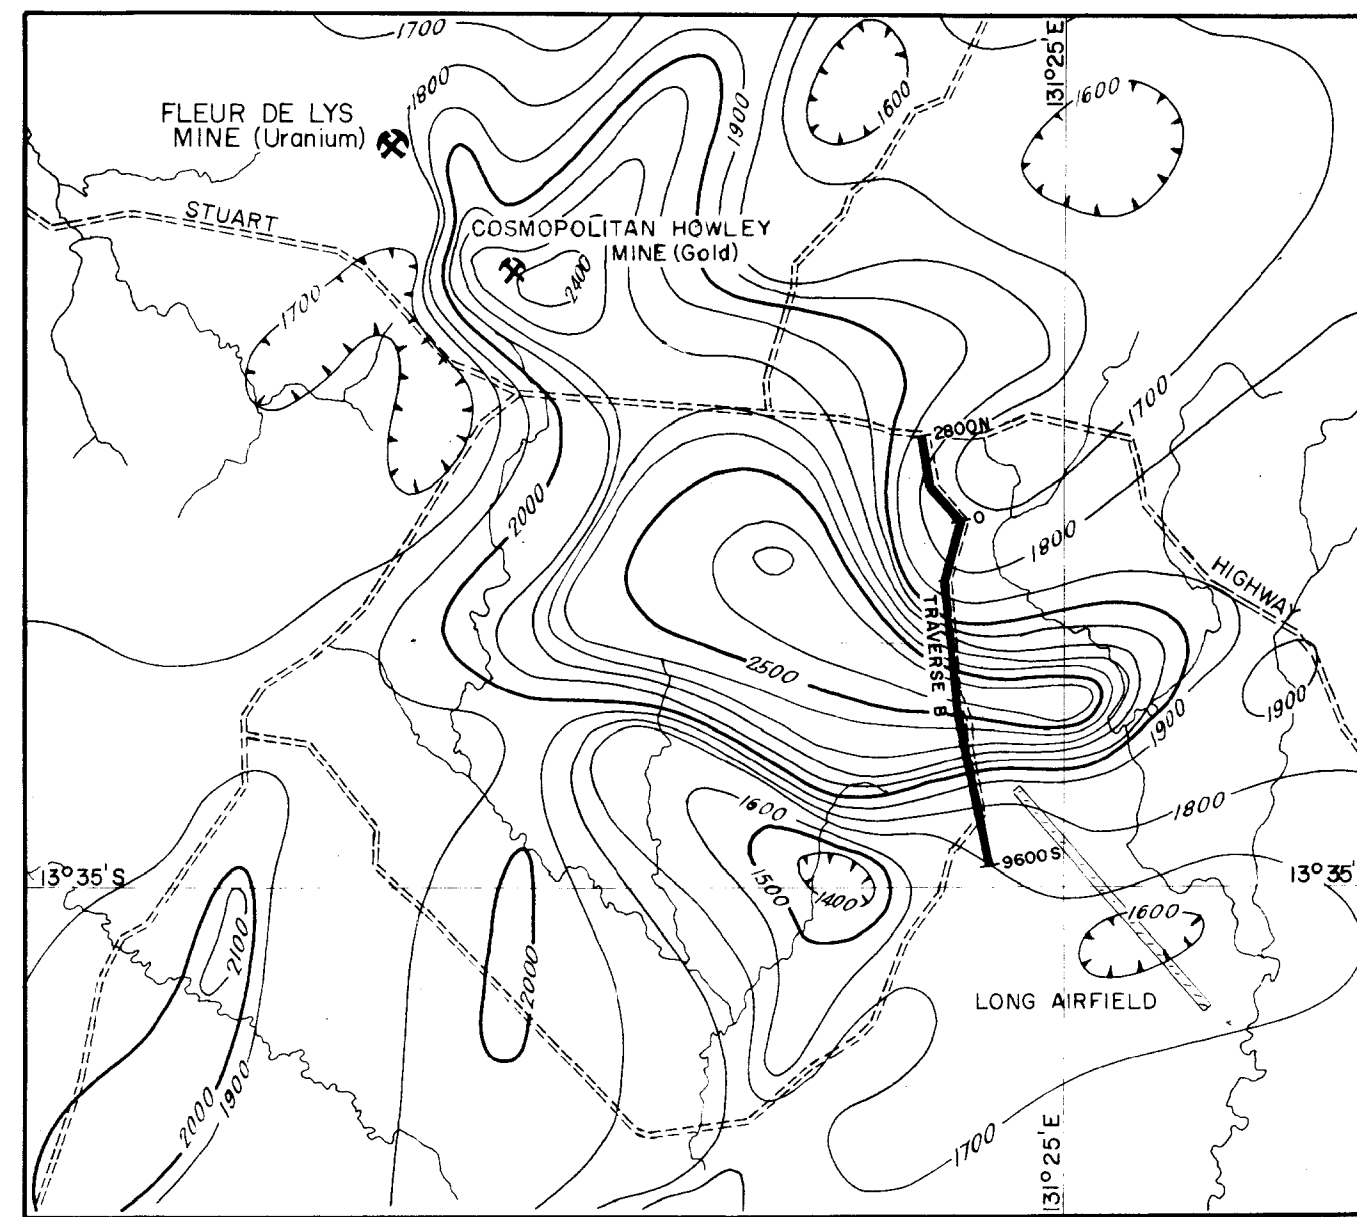 1700
1800
1900
1600
1600
131°25'E
FLEUR DE LYS
MINE (Uranium)
STUART
COSMOPOLITAN HOWLEY
MINE (Gold)
2400
1700
1700
2800N
2000
0
1800
HIGHWAY
TRAVERSE B
2500
1900
1900
1600
1800
13°35'S
9600S
13°35'
1500
1400
1600
2100
2000
LONG AIRFIELD
2000
1900
1700
131°25'E